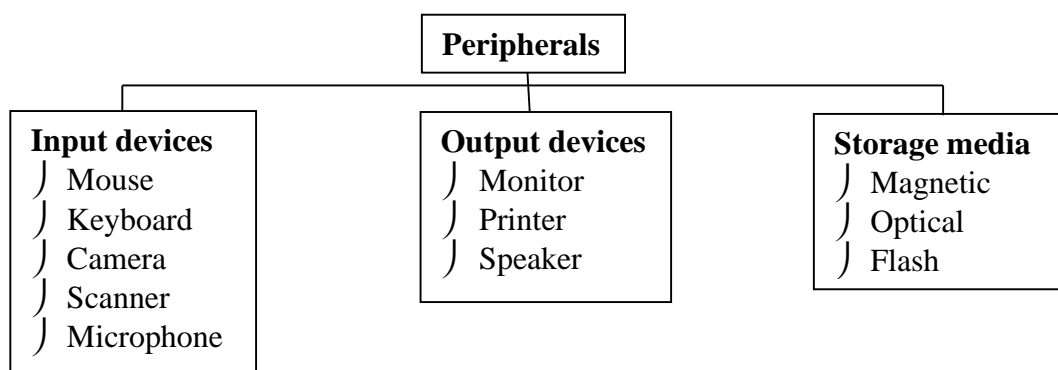 Peripherals
Input devices
Mouse
Keyboard
Camera
Scanner
Microphone
Output devices
Monitor
Printer
Speaker
Storage media
Magnetic
Optical
Flash